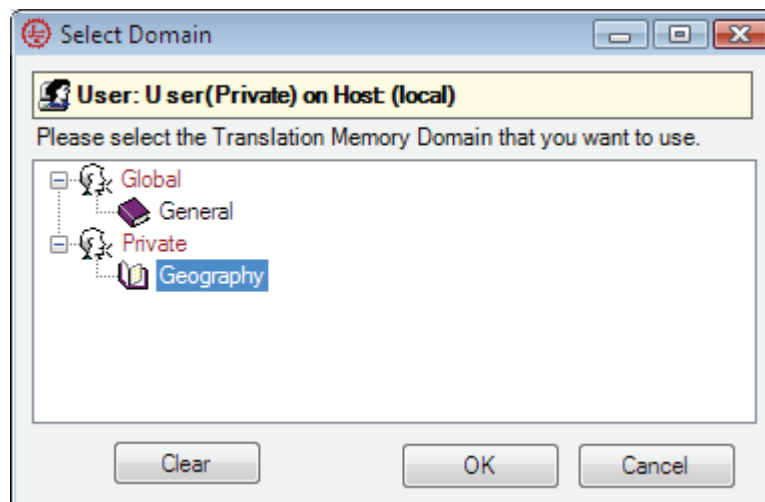 Select Domain
User: U ser(Private) on Host: (local)
Please select the Translation Memory Domain that you want to use.
Global
General
Private
Geography
Clear OK Cancel